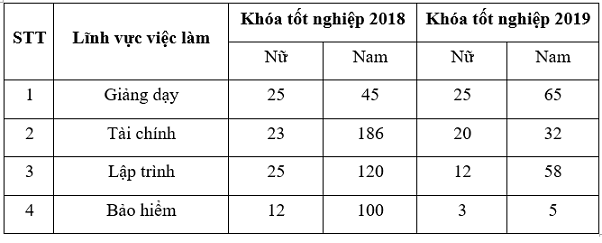 STT Lĩnh vực việc làm Khóa tốt nghiệp 2018 Khóa tốt nghiệp 2019
Nữ Nam Nữ Nam
1 Giảng dạy 25 45 25 65
2 Tài chính 23 186 20 32
3 Lập trình 25 120 12 58
4 Bảo hiểm 12 100 3 5